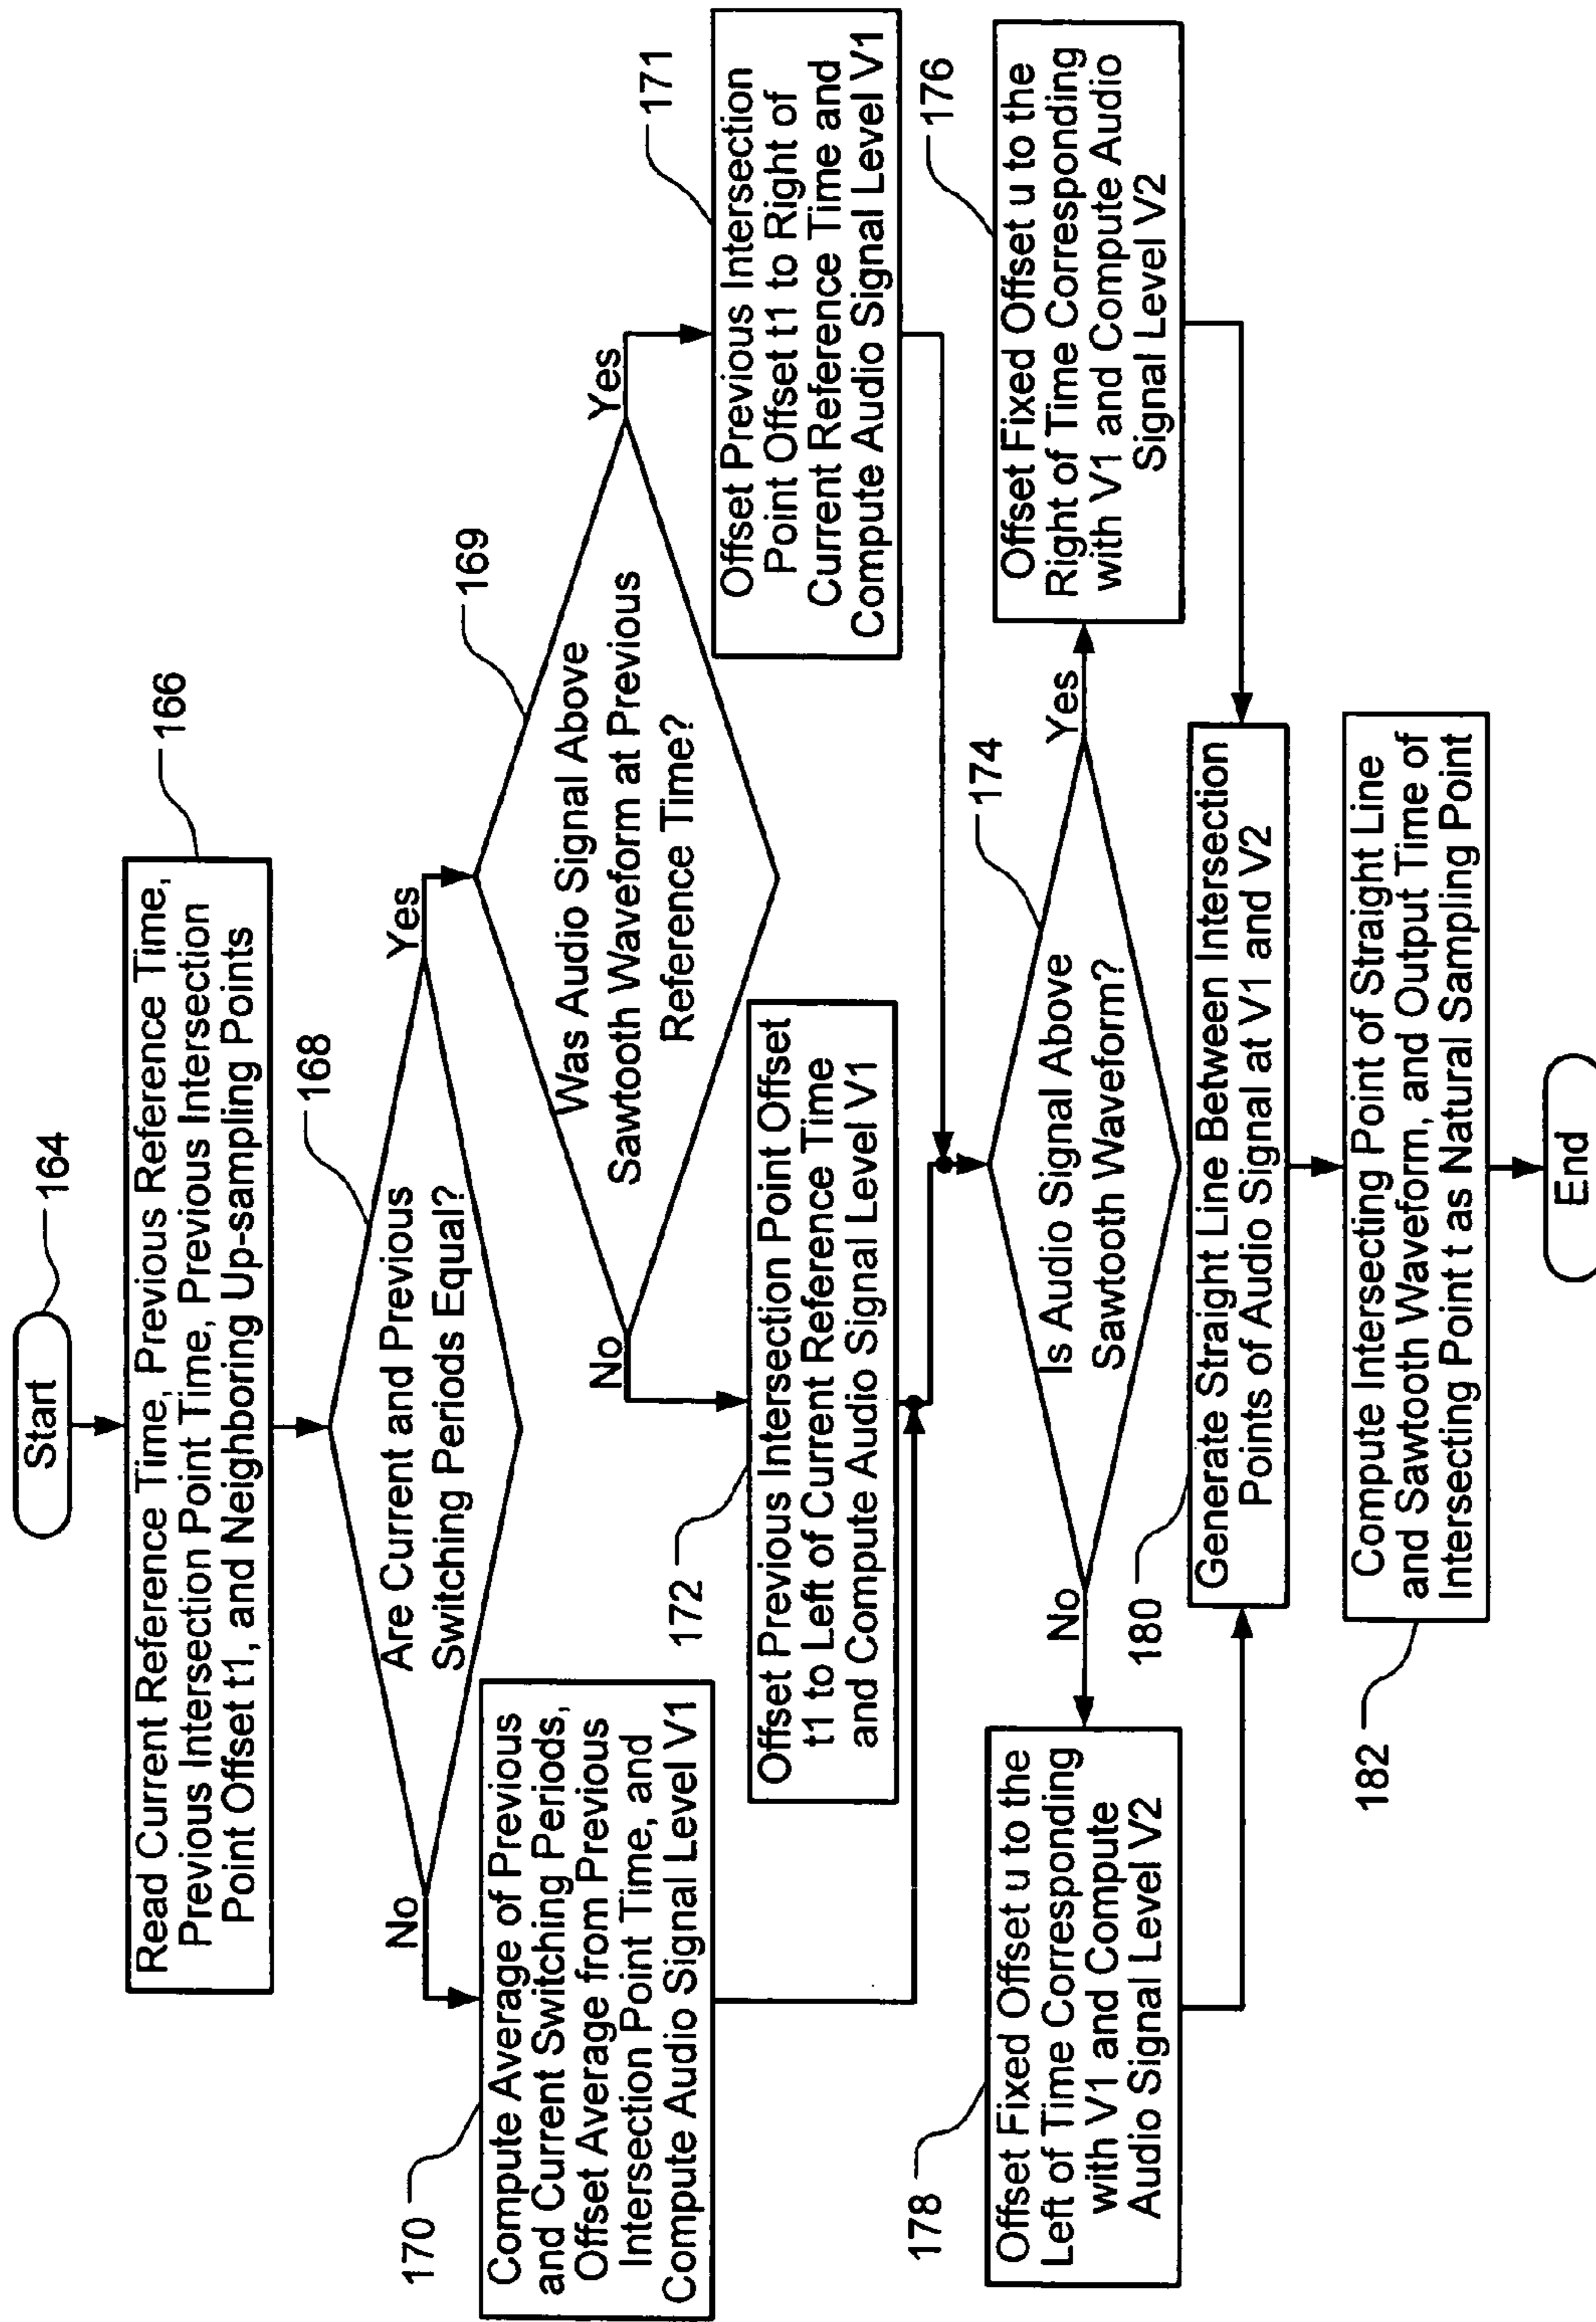 Start
164
Read Current Reference Time, Previous Reference Time,
Previous Intersection Point Time, Previous Intersection
Point Offset t1, and Neighboring Up-sampling Points
166
Are Current and Previous
Switching Periods Equal?
168
No
Yes
170
Compute Average of Previous
and Current Switching Periods,
Offset Average from Previous
Intersection Point Time, and
Compute Audio Signal Level V1
Was Audio Signal Above
Sawtooth Waveform at Previous
Reference Time?
169
No
Yes
172
Offset Previous Intersection Point Offset
t1 to Left of Current Reference Time
and Compute Audio Signal Level V1
Offset Previous Intersection
Point Offset t1 to Right of
Current Reference Time and
Compute Audio Signal Level V1
171
Is Audio Signal Above
Sawtooth Waveform?
174
No
Yes
178
Offset Fixed Offset u to the
Left of Time Corresponding
with V1 and Compute
Audio Signal Level V2
Offset Fixed Offset u to the
Right of Time Corresponding
with V1 and Compute Audio
Signal Level V2
176
180
Generate Straight Line Between Intersection
Points of Audio Signal at V1 and V2
182
Compute Intersecting Point of Straight Line
and Sawtooth Waveform, and Output Time of
Intersecting Point t as Natural Sampling Point
End